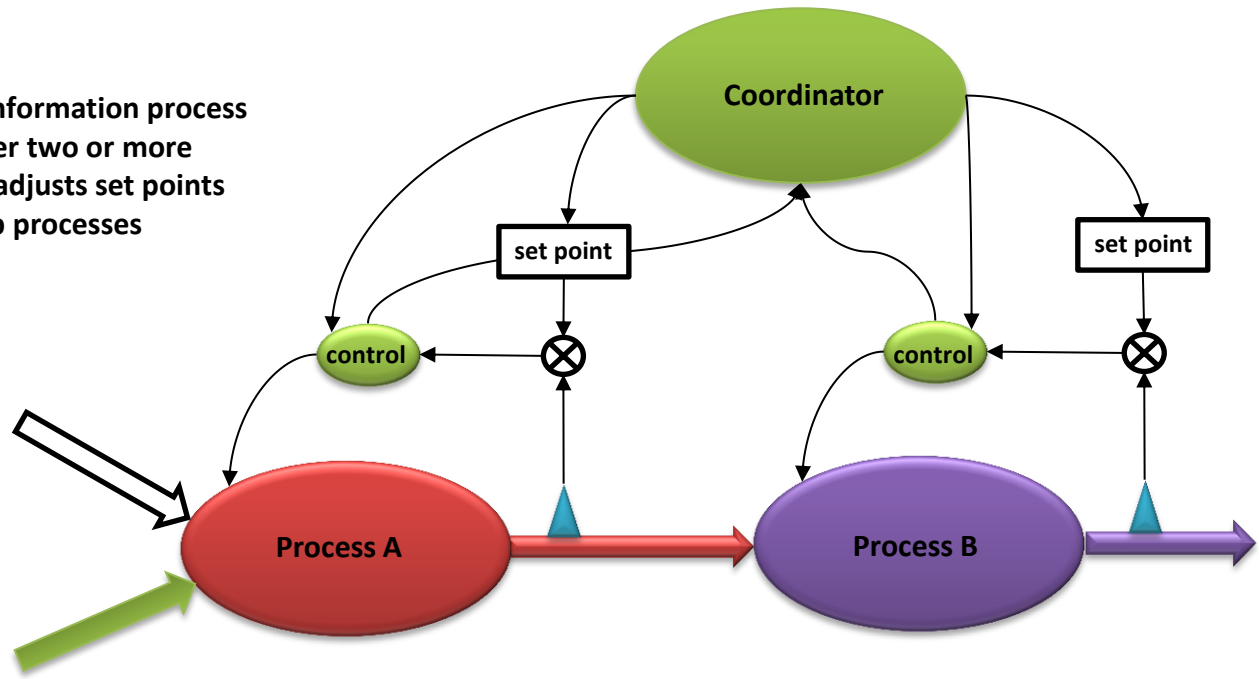 Coordinator
nformation process
er two or more
adjusts set points
processes
set point
set point
control
control
Process A
Process B